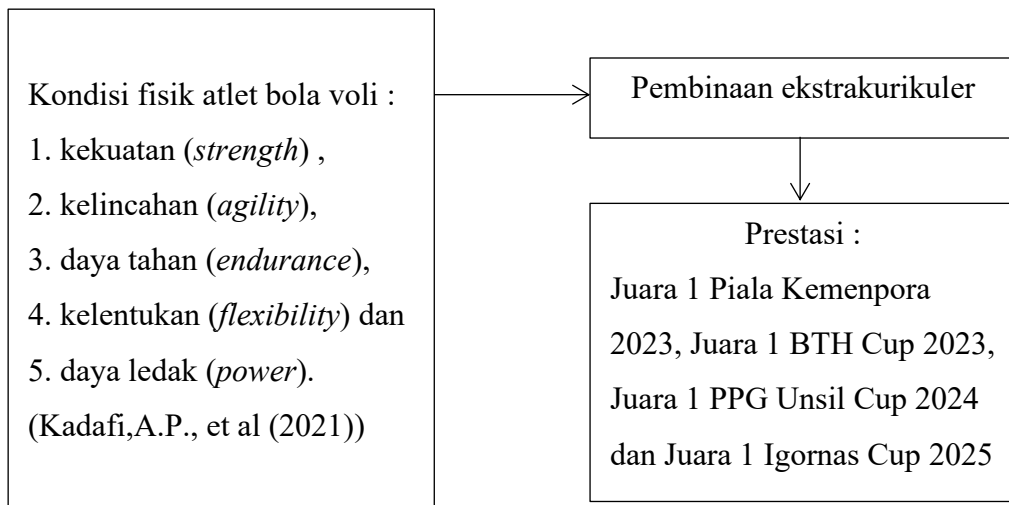 Kondisi fisik atlet bola voli :
1. kekuatan (strength) ,
2. kelincahan (agility),
3. daya tahan (endurance),
4. kelentukan (flexibility) dan
5. daya ledak (power).
(Kadafi,A.P., et al (2021))
Pembinaan ekstrakurikuler
Prestasi :
Juara 1 Piala Kemenpora
2023, Juara 1 BTH Cup 2023,
Juara 1 PPG Unsil Cup 2024
dan Juara 1 Igornas Cup 2025